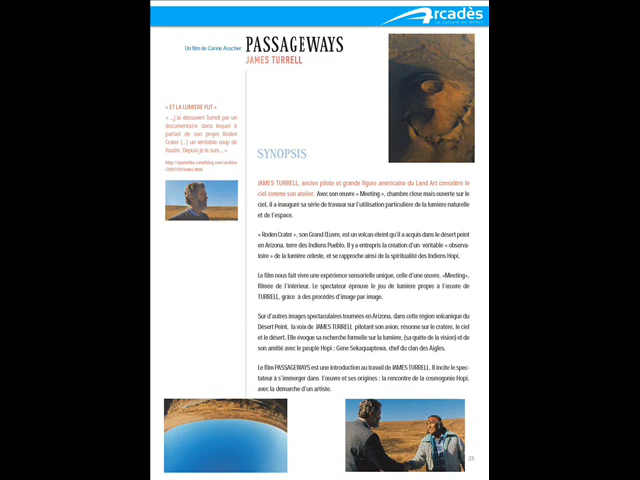 Arcadès
La culture en direct
Un film de Carine Asscher
PASSAGEWAYS
JAMES TURRELL
« ET LA LUMIERE FUT »
« ...j'ai découvert Turrell par un
documentaire dans lequel il
parlait de son projet Roden
Crater (...) un véritable coup de
foudre. Depuis je le suis... »
SYNOPSIS
JAMES TURRELL, ancien pilote et grande figure américaine du Land Art considère le
ciel comme son atelier. Avec son œuvre « Meeting », chambre close mais ouverte sur le
ciel, il a inauguré sa série de travaux sur l'utilisation particulière de la lumière naturelle
et de l'espace.
« Roden Crater », son Grand Œuvre, est un volcan éteint qu'il a acquis dans le désert peint
en Arizona, terre des Indiens Pueblo. Il y a entrepris la création d'un véritable « observa-
toire » de la lumière céleste, et se rapproche ainsi de la spiritualité des Indiens Hopi.
Le film nous fait vivre une expérience sensorielle unique, celle d'une œuvre, «Meeting»,
filmée de l'intérieur. Le spectateur éprouve le jeu de lumière propre à l'œuvre de
TURRELL, grâce à des procédés d'image par image.
Sur d'autres images spectaculaires tournées en Arizona, dans cette région volcanique du
Désert Peint, la voix de JAMES TURRELL pilotant son avion, résonne sur le cratère, le ciel
et le désert. Elle évoque sa recherche formelle sur la lumière, (sa quête de la vision) et de
son amitié avec le peuple Hopi : Gene Sekaquaptewa, chef du clan des Aigles.
Le film PASSAGEWAYS est une introduction au travail de JAMES TURRELL. Il incite le spec-
tateur à s'immerger dans l'œuvre et ses origines : la rencontre de la cosmogonie Hopi,
avec la démarche d'un artiste.
25